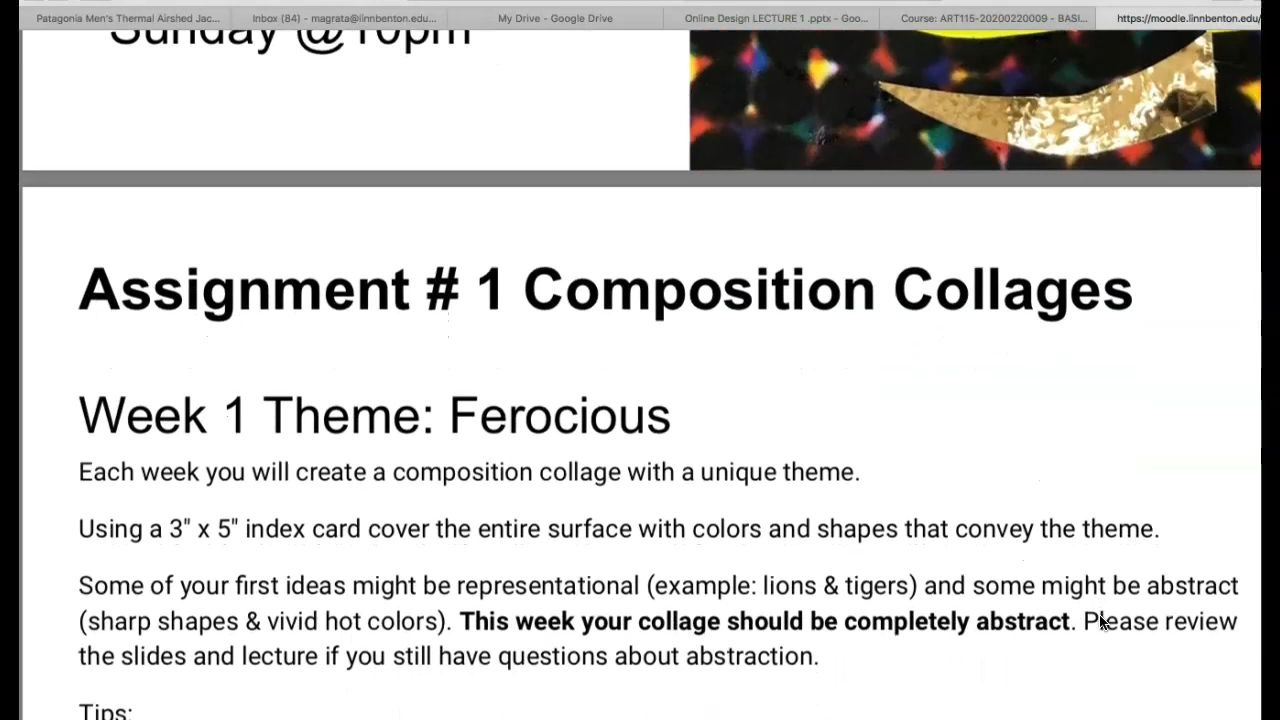 Patagonia Men's Thermal Airshed Jac...
Inbox (84) - magrata@linnbenton.edu...
My Drive - Google Drive
Online Design LECTURE 1 .pptx - Goo...
Course: ART115-20200220009 - BASI...
https://moodle.linnbenton.edu/
Sunday @10pm
Assignment # 1 Composition Collages
Week 1 Theme: Ferocious
Each week you will create a composition collage with a unique theme.
Using a 3" x 5" index card cover the entire surface with colors and shapes that convey the theme.
Some of your first ideas might be representational (example: lions & tigers) and some might be abstract
(sharp shapes & vivid hot colors). This week your collage should be completely abstract. Please review
the slides and lecture if you still have questions about abstraction.
Tips: